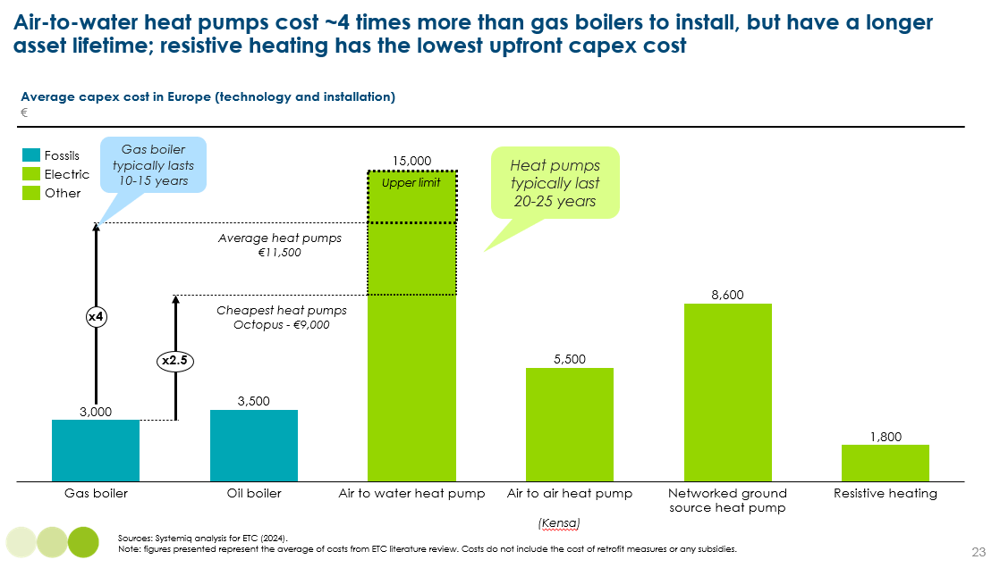 Air-to-water heat pumps cost ~4 times more than gas boilers to install, but have a longer
asset lifetime; resistive heating has the lowest upfront capex cost
Average capex cost in Europe (technology and installation)
€
Fossils
Electric
Other
Gas boiler
typically lasts
10-15 years
15,000
Upper limit
Heat pumps
typically last
20-25 years
Average heat pumps
€11,500
Cheapest heat pumps
Octopus - €9,000
x4
x2.5
3,000
3,500
5,500
8,600
1,800
Gas boiler
Oil boiler
Air to water heat pump
Air to air heat pump
Networked ground
source heat pump
Resistive heating
(Kensa)
Sources: Systemiq analysis for ETC (2024).
Note: figures presented represent the average of costs from ETC literature review. Costs do not include the cost of retrofit measures or any subsidies.
23